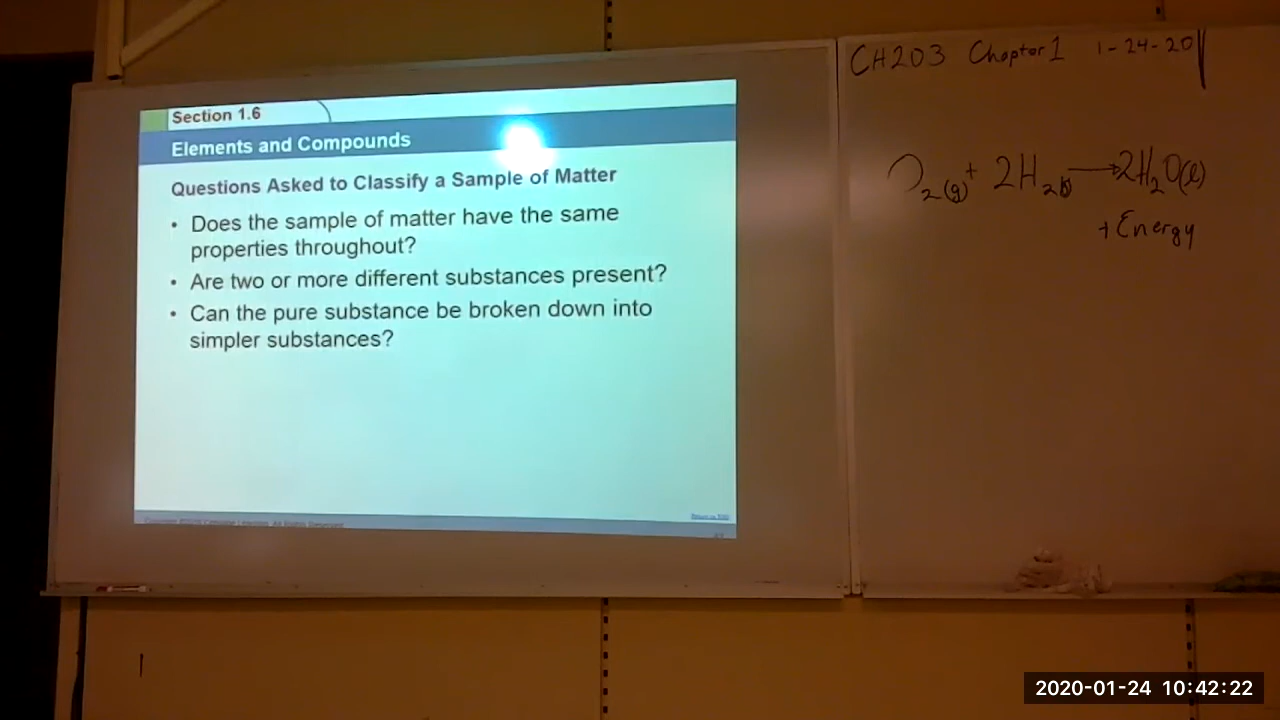 Section 1.6
Elements and Compounds
Questions Asked to Classify a Sample of Matter
• Does the sample of matter have the same
properties throughout?
• Are two or more different substances present?
• Can the pure substance be broken down into
simpler substances?
CH203 Chapter 1 1-24-20
O₂(g) + 2H₂ → 2H₂O(l)
+ Energy
2020-01-24 10:42:22